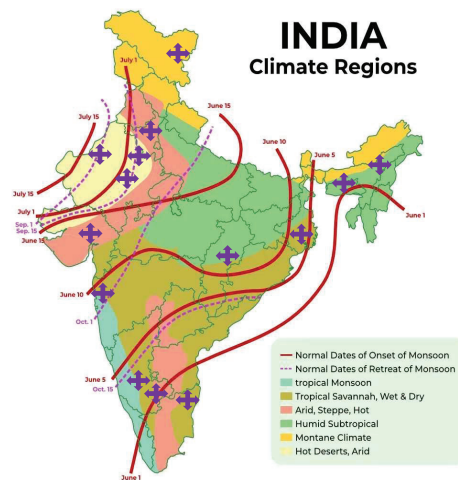 INDIA
Climate Regions
July 1
June 15
July 15
June 10
June 5
July 15
July 1
Sep. 1
Sep. 15
June 15
June 1
June 10
Oct. 1
June 5
Oct. 15
June 1
Normal Dates of Onset of Monsoon
Normal Dates of Retreat of Monsoon
tropical Monsoon
Tropical Savannah, Wet & Dry
Arid, Steppe, Hot
Humid Subtropical
Montane Climate
Hot Deserts, Arid